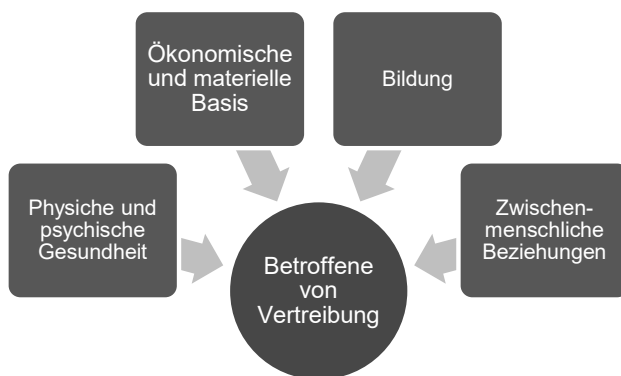 Ökonomische
und materielle
Basis
Bildung
Physiche und
psychische
Gesundheit
Zwischen-
menschliche
Beziehungen
Betroffene
von
Vertreibung